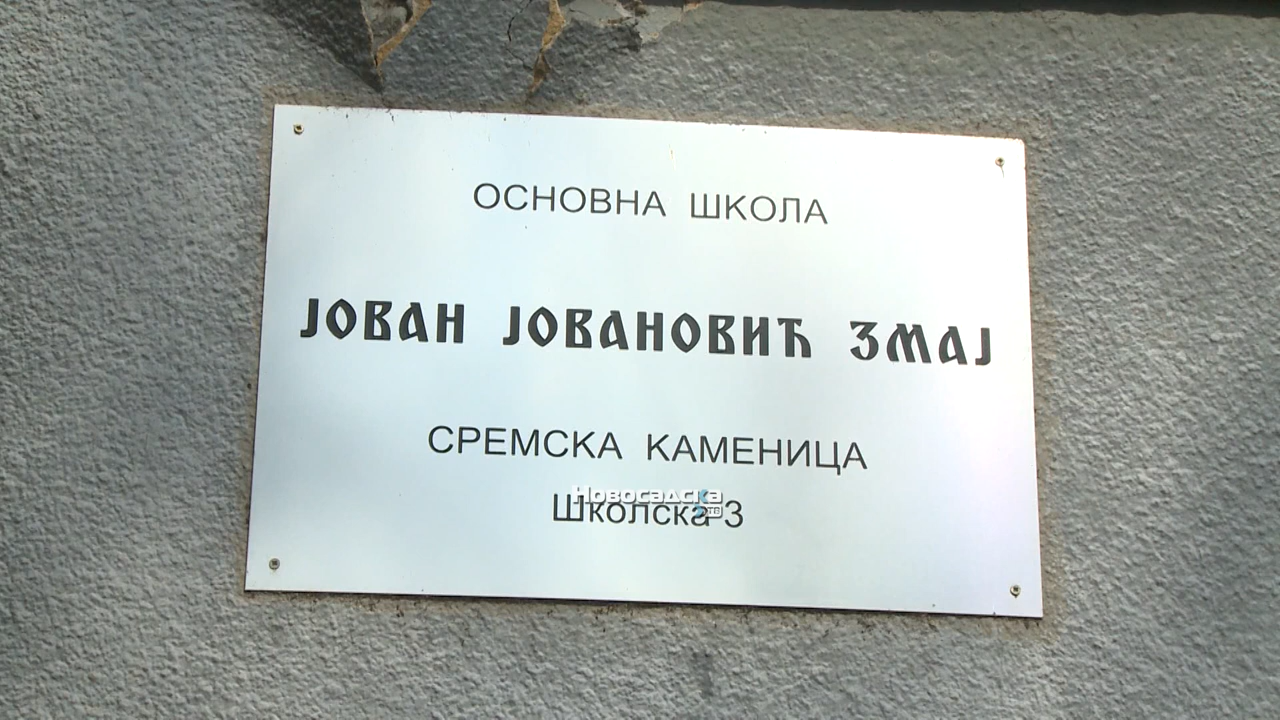 ОСНОВНА ШКОЛА
ЈОВАН ЈОВАНОВИЋ ЗМАЈ
СРЕМСКА КАМЕНИЦА
Новосадска
ТВ
Школска 3